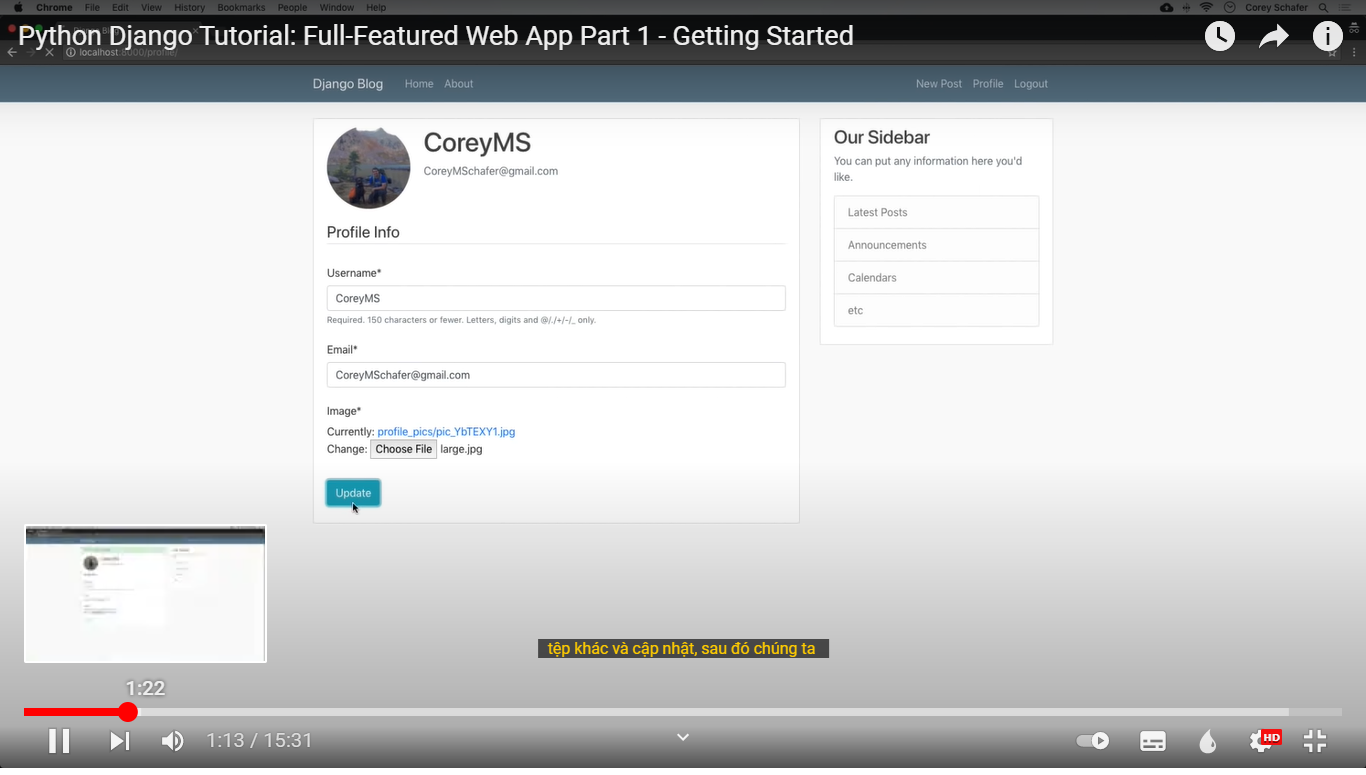 Chrome File Edit View History Bookmarks People Window Help Corey Schafer
Python Django Tutorial: Full-Featured Web App Part 1 - Getting Started
localhost:8000/profile/
Django Blog Home About New Post Profile Logout
CoreyMS
CoreyMSchafer@gmail.com
Profile Info
Username*
CoreyMS
Required. 150 characters or fewer. Letters, digits and @/./+/-/_ only.
Email*
CoreyMSchafer@gmail.com
Image*
Currently: profile_pics/pic_YbTEXY1.jpg
Change: Choose File large.jpg
Update
Our Sidebar
You can put any information here you'd
like.
Latest Posts
Announcements
Calendars
etc
tệp khác và cập nhật, sau đó chúng ta
1:22
1:13 / 15:31
HD